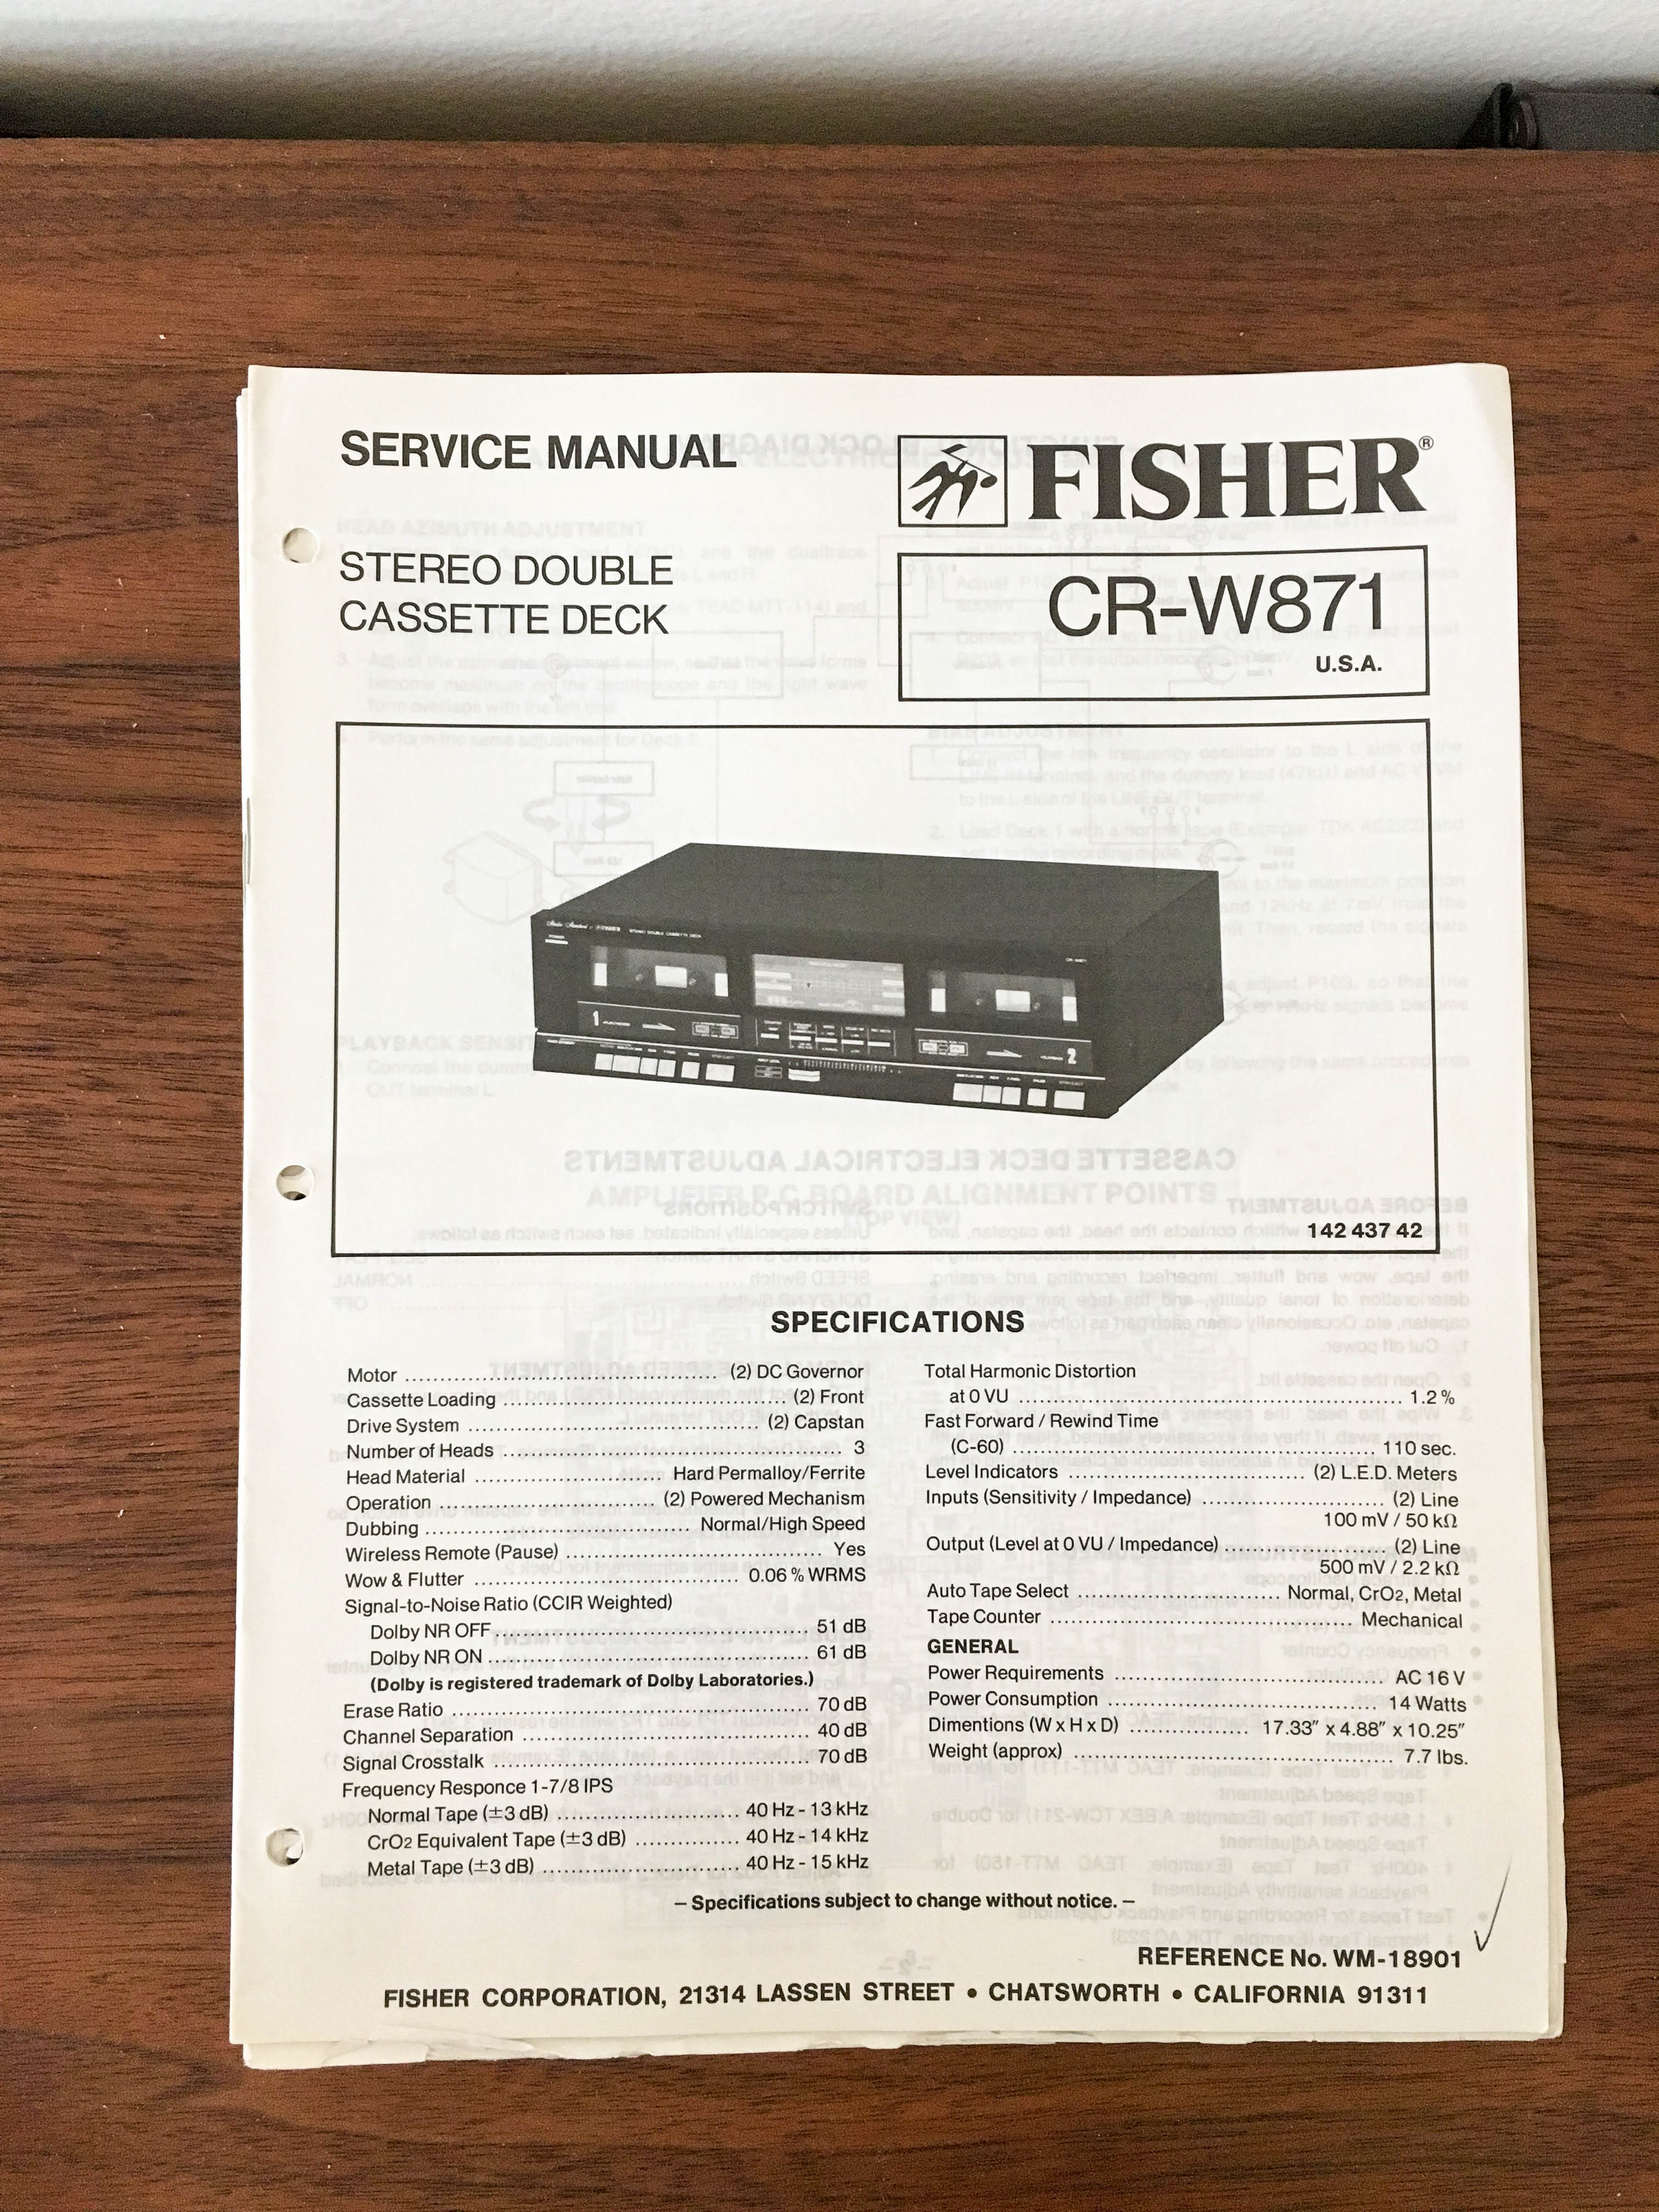 SERVICE MANUAL
FISHER®
STEREO DOUBLE
CASSETTE DECK
CR-W871
U.S.A.
1
2
142 437 42
SPECIFICATIONS
Motor ........ (2) DC Governor
Cassette Loading ........ (2) Front
Drive System ........ (2) Capstan
Number of Heads ........ 3
Head Material ........ Hard Permalloy/Ferrite
Operation ........ (2) Powered Mechanism
Dubbing ........ Normal/High Speed
Wireless Remote (Pause) ........ Yes
Wow & Flutter ........ 0.06 % WRMS
Signal-to-Noise Ratio (CCIR Weighted)
Dolby NR OFF ........ 51 dB
Dolby NR ON ........ 61 dB
(Dolby is registered trademark of Dolby Laboratories.)
Erase Ratio ........ 70 dB
Channel Separation ........ 40 dB
Signal Crosstalk ........ 70 dB
Frequency Responce 1-7/8 IPS
Normal Tape (±3 dB) ........ 40 Hz - 13 kHz
CrO2 Equivalent Tape (±3 dB) ........ 40 Hz - 14 kHz
Metal Tape (±3 dB) ........ 40 Hz - 15 kHz
Total Harmonic Distortion
at 0 VU ........ 1.2 %
Fast Forward / Rewind Time
(C-60) ........ 110 sec.
Level Indicators ........ (2) L.E.D. Meters
Inputs (Sensitivity / Impedance) ........ (2) Line
100 mV / 50 kΩ
Output (Level at 0 VU / Impedance) ........ (2) Line
500 mV / 2.2 kΩ
Auto Tape Select ........ Normal, CrO2, Metal
Tape Counter ........ Mechanical
GENERAL
Power Requirements ........ AC 16 V
Power Consumption ........ 14 Watts
Dimentions (W x H x D) ........ 17.33″ x 4.88″ x 10.25″
Weight (approx) ........ 7.7 lbs.
– Specifications subject to change without notice. –
REFERENCE No. WM-18901
FISHER CORPORATION, 21314 LASSEN STREET • CHATSWORTH • CALIFORNIA 91311